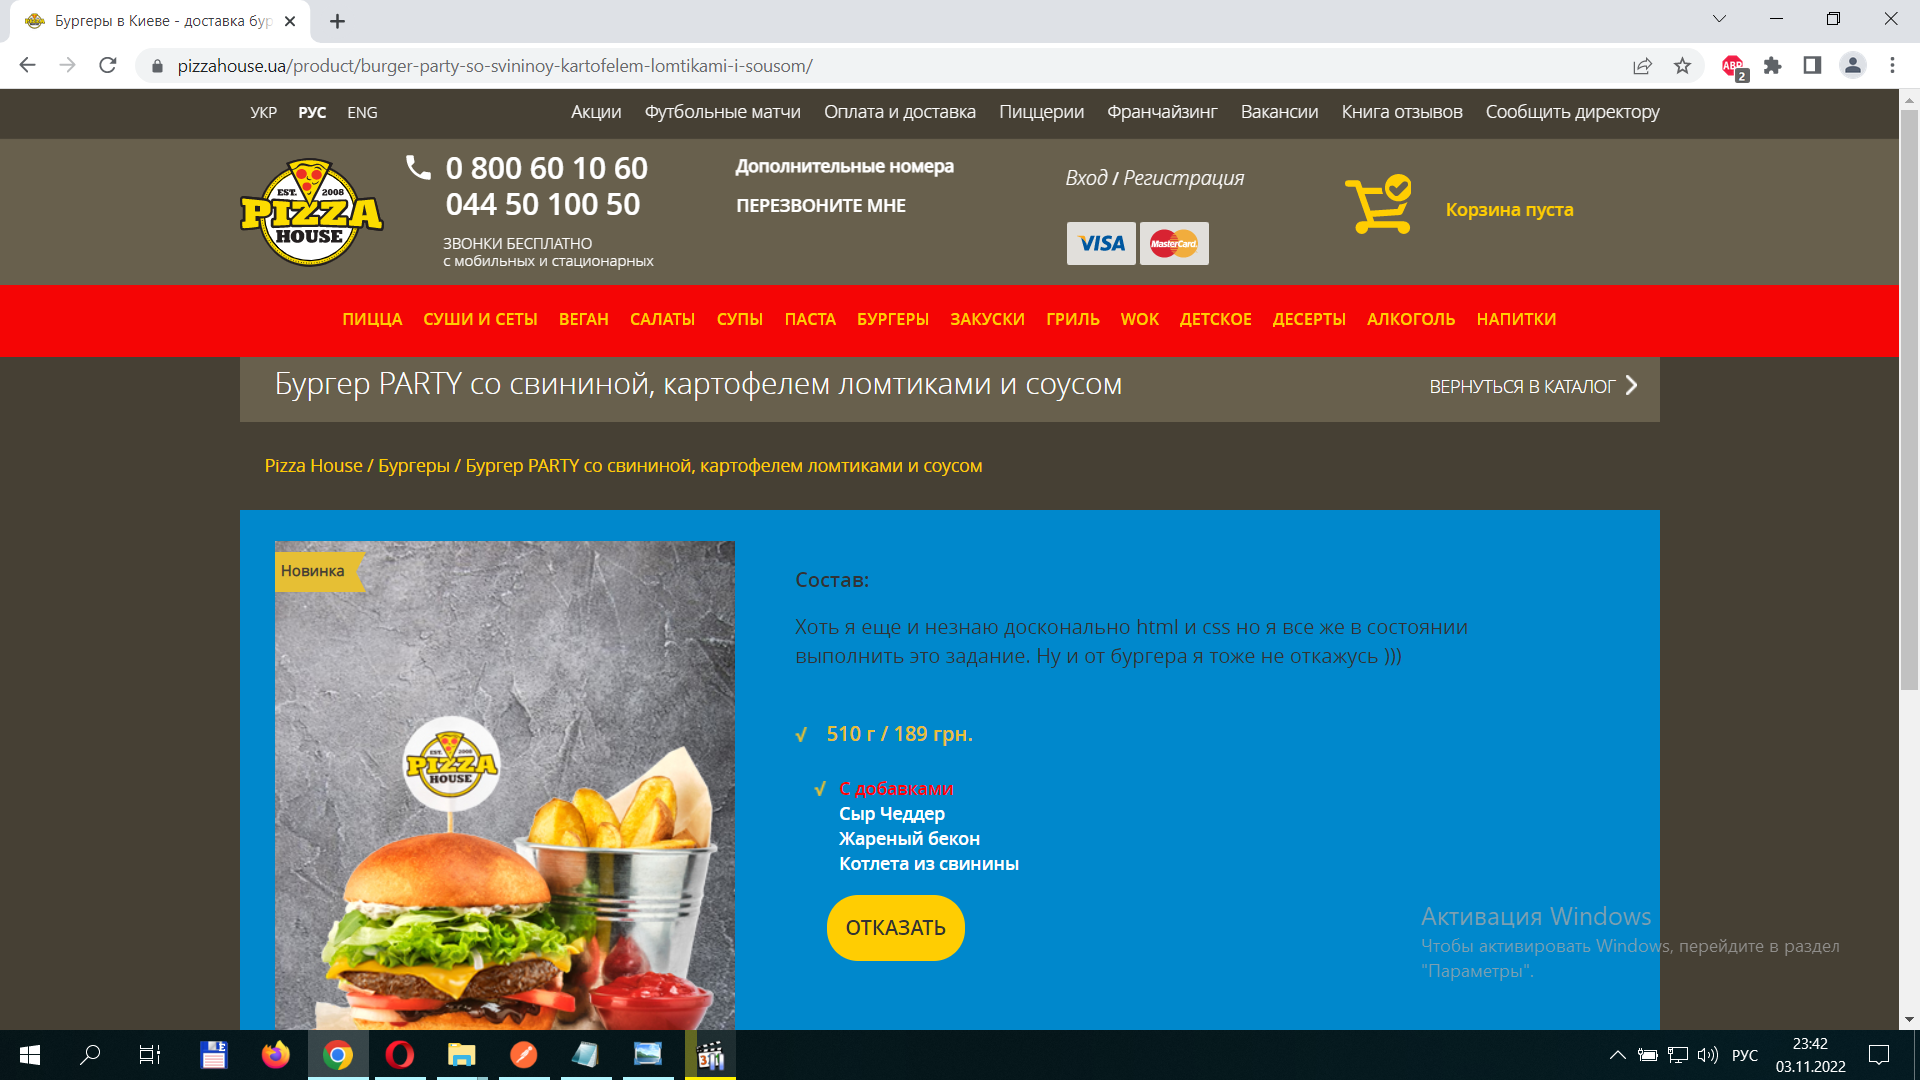 Бургеры в Киеве - доставка бур
pizzahouse.ua/product/burger-party-so-svininoy-kartofelem-lomtikami-i-sousom/
ABP
2
УКР РУС ENG
Акции Футбольные матчи Оплата и доставка Пиццерии Франчайзинг Вакансии Книга отзывов Сообщить директору
EST. 2008
PIZZA
HOUSE
0 800 60 10 60
044 50 100 50
ЗВОНКИ БЕСПЛАТНО
с мобильных и стационарных
Дополнительные номера
ПЕРЕЗВОНИТЕ МНЕ
Вход / Регистрация
VISA MasterCard
Корзина пуста
ПИЦЦА СУШИ И СЕТЫ ВЕГАН САЛАТЫ СУПЫ ПАСТА БУРГЕРЫ ЗАКУСКИ ГРИЛЬ WOK ДЕТСКОЕ ДЕСЕРТЫ АЛКОГОЛЬ НАПИТКИ
Бургер PARTY со свининой, картофелем ломтиками и соусом
ВЕРНУТЬСЯ В КАТАЛОГ
Pizza House / Бургеры / Бургер PARTY со свининой, картофелем ломтиками и соусом
Новинка
EST. 2008
PIZZA
HOUSE
Состав:
Хоть я еще и незнаю досконально html и css но я все же в состоянии
выполнить это задание. Ну и от бургера я тоже не откажусь )))
√ 510 г / 189 грн.
√ С добавками
Сыр Чеддер
Жареный бекон
Котлета из свинины
ОТКАЗАТЬ
Активация Windows
Чтобы активировать Windows, перейдите в раздел
"Параметры".
РУС
23:42
03.11.2022